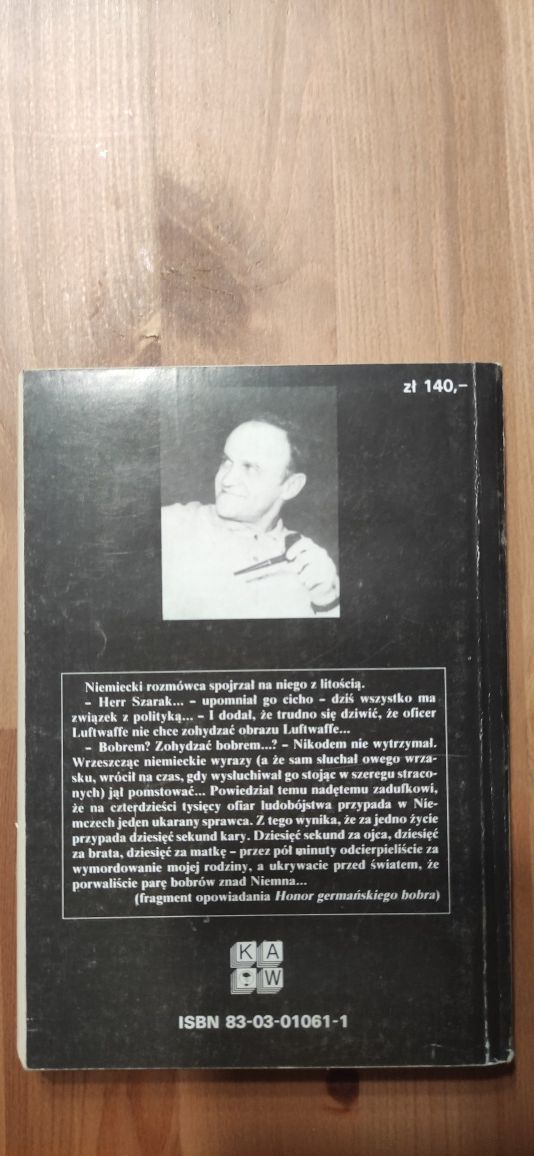 zł 140,-
Niemiecki rozmówca spojrzał na niego z litością.
– Herr Szarak... – upomniał go cicho – dziś wszystko ma
związek z polityką... – I dodał, że trudno się dziwić, że oficer
Luftwaffe nie chce zohydzać obrazu Luftwaffe...
– Bobrem? Zohydzać bobrem...? – Nikodem nie wytrzymał.
Wrzeszcząc niemieckie wyrazy (a że sam słuchał owego wrza-
sku, wrócił na czas, gdy wysłuchiwał go stojąc w szeregu straco-
nych) jął pomstować... Powiedział temu nadętemu zadufkowi,
że na czterdzieści tysięcy ofiar ludobójstwa przypada w Nie-
mczech jeden ukarany sprawca. Z tego wynika, że za jedno życie
przypada dziesięć sekund kary. Dziesięć sekund za ojca, dziesięć
za brata, dziesięć za matkę – przez pół minuty odcierpieliście za
wymordowanie mojej rodziny, a ukrywacie przed światem, że
porwaliście parę bobrów znad Niemna...
(fragment opowiadania Honor germańskiego bobra)
K A
W
ISBN 83-03-01061-1